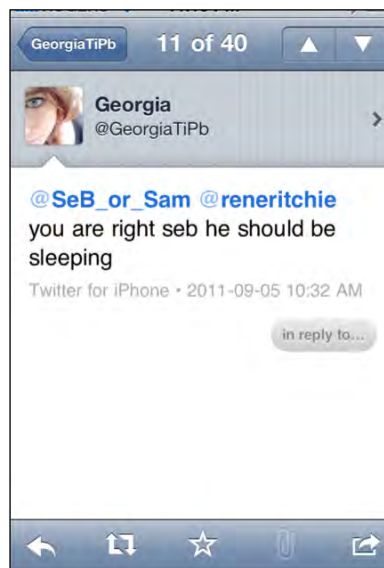 GeorgiaTiPb
11 of 40
Georgia
@GeorgiaTiPb
@SeB_or_Sam @reneritchie
you are right seb he should be
sleeping
Twitter for iPhone • 2011-09-05 10:32 AM
in reply to...